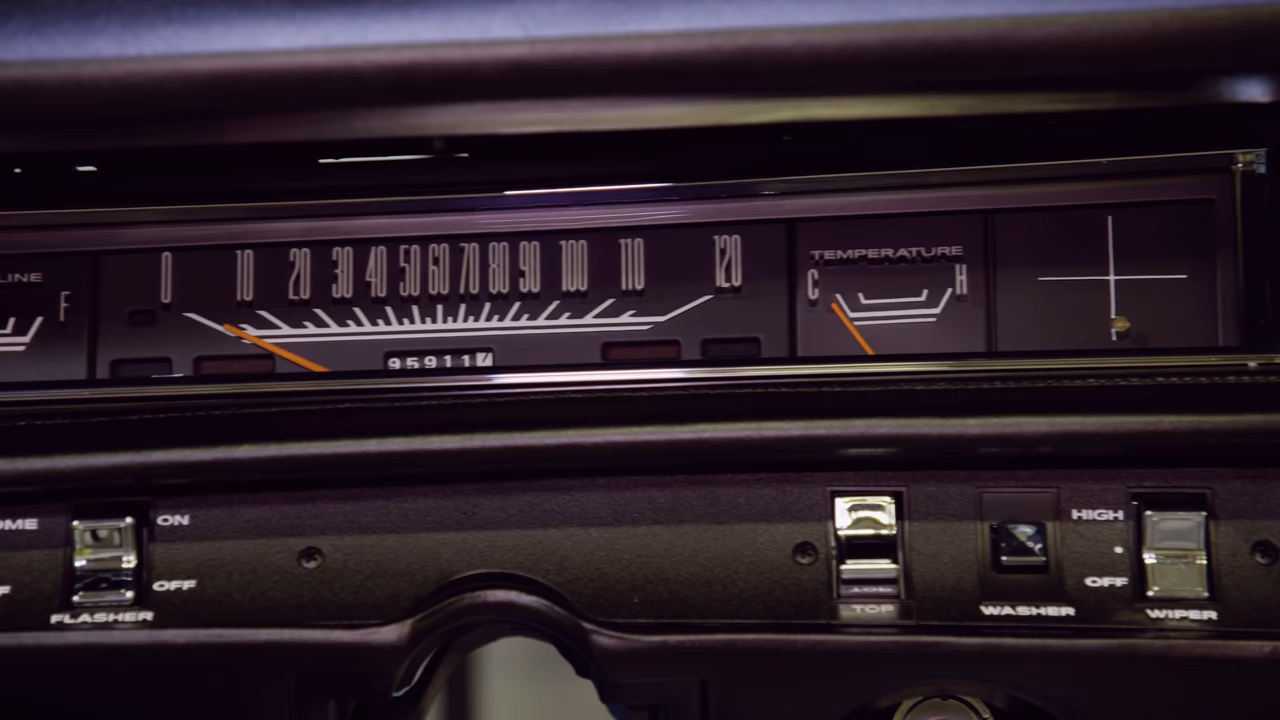 LINE
F
0 10 20 30 40 50 60 70 80 90 100 110 120
95911
TEMPERATURE
C H
OME
F
ON
OFF
FLASHER
TOP
WASHER
HIGH
OFF
WIPER